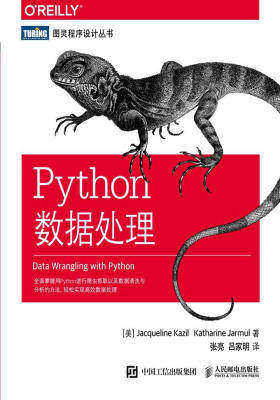 O'REILLY®
TURING 图灵程序设计丛书
Python
数据处理
Data Wrangling with Python
全面掌握用Python进行爬虫抓取以及数据清洗与
分析的方法, 轻松实现高效数据处理
[美] Jacqueline Kazil Katharine Jarmul 著
张亮 吕家明 译
中国工信出版集团 人民邮电出版社